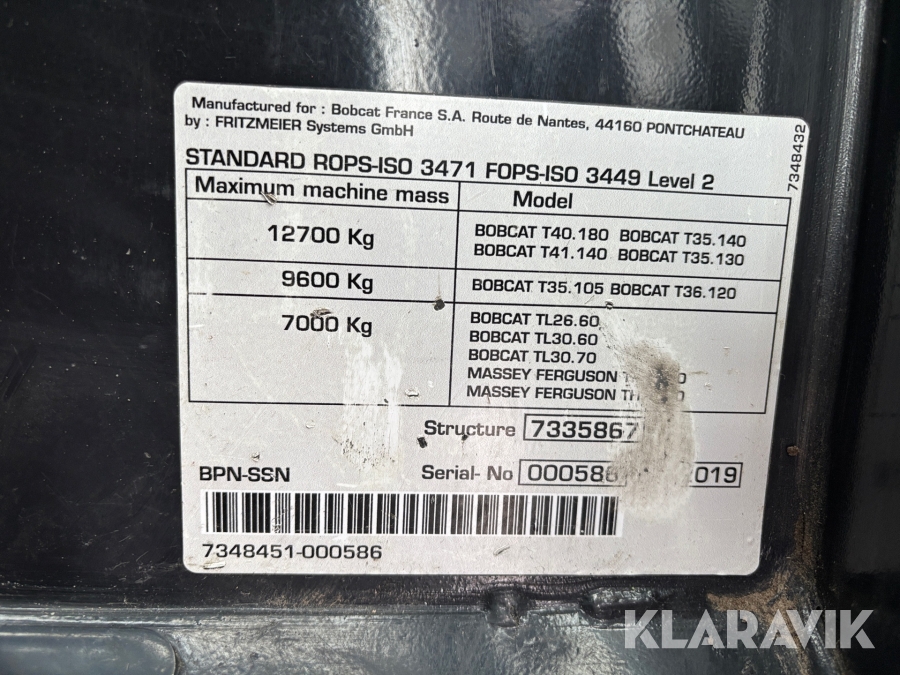 Manufactured for : Bobcat France S.A. Route de Nantes, 44160 PONTCHATEAU
by : FRITZMEIER Systems GmbH
7348432
STANDARD ROPS-ISO 3471 FOPS-ISO 3449 Level 2
Maximum machine mass Model
12700 Kg
BOBCAT T40.180 BOBCAT T35.140
BOBCAT T41.140 BOBCAT T35.130
9600 Kg BOBCAT T35.105 BOBCAT T36.120
7000 Kg
BOBCAT TL26.60
BOBCAT TL30.60
BOBCAT TL30.70
MASSEY FERGUSON
MASSEY FERGUSON
Structure 7335867
BPN-SSN Serial- No
7348451-000586
KLARAVIK